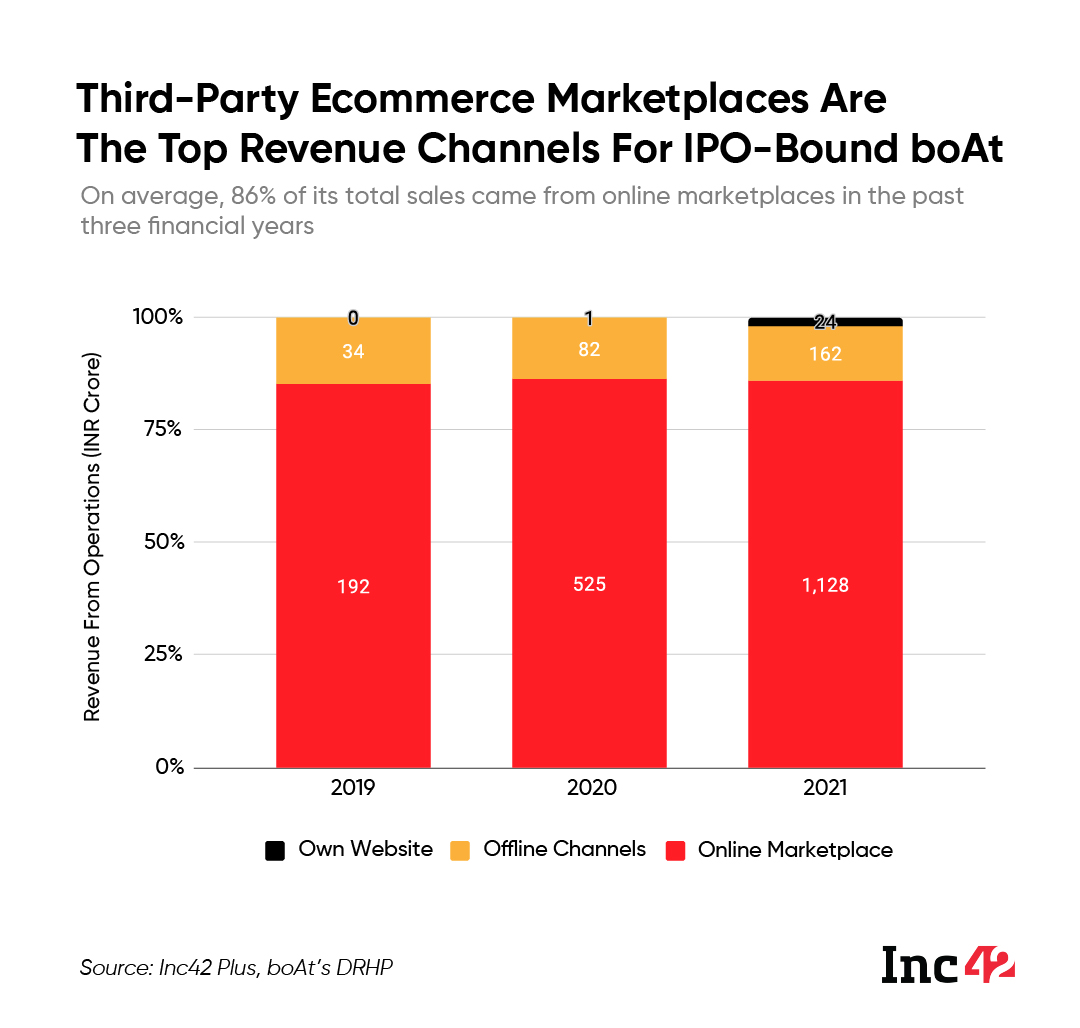 Third-Party Ecommerce Marketplaces Are
The Top Revenue Channels For IPO-Bound boAt
On average, 86% of its total sales came from online marketplaces in the past
three financial years
Revenue From Operations (INR Crore)
100%
75%
50%
25%
0%
0
34
192
1
82
525
24
162
1,128
2019
2020
2021
Own Website
Offline Channels
Online Marketplace
Source: Inc42 Plus, boAt's DRHP
Inc42